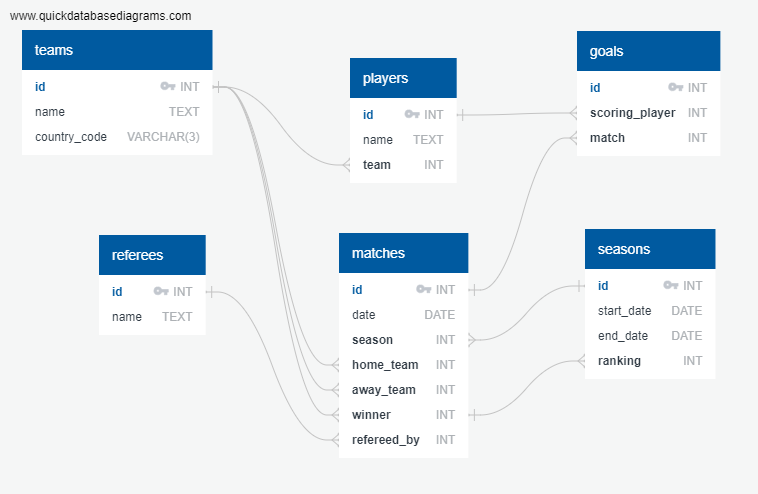 www.quickdatabasediagrams.com
teams
id INT
name TEXT
country_code VARCHAR(3)
players
id INT
name TEXT
team INT
goals
id INT
scoring_player INT
match INT
referees
id INT
name TEXT
matches
id INT
date DATE
season INT
home_team INT
away_team INT
winner INT
refereed_by INT
seasons
id INT
start_date DATE
end_date DATE
ranking INT